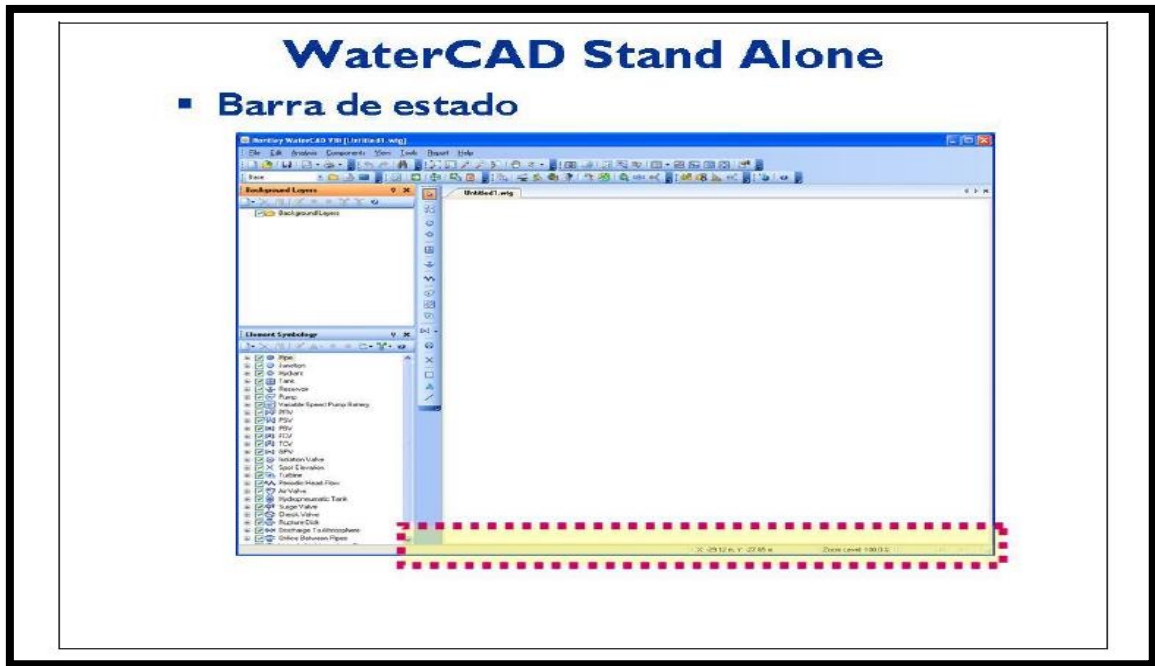 WaterCAD Stand Alone
▪ Barra de estado
Bentley WaterCAD V8i [Untitled1.wtg]
File Edit Analysis Components View Tools Report Help
Base
Background Layers
Untitled1.wtg
Background Layers
Element Symbology
Pipe
Junction
Hydrant
Tank
Reservoir
Pump
Variable Speed Pump Battery
PRV
PSV
PBV
FCV
TCV
GPV
Isolation Valve
Spot Elevation
Turbine
Periodic Head-Flow
Air Valve
Hydropneumatic Tank
Surge Valve
Check Valve
Rupture Disk
Discharge To Atmosphere
Orifice Between Pipes
Zoom Level: 100.0 %